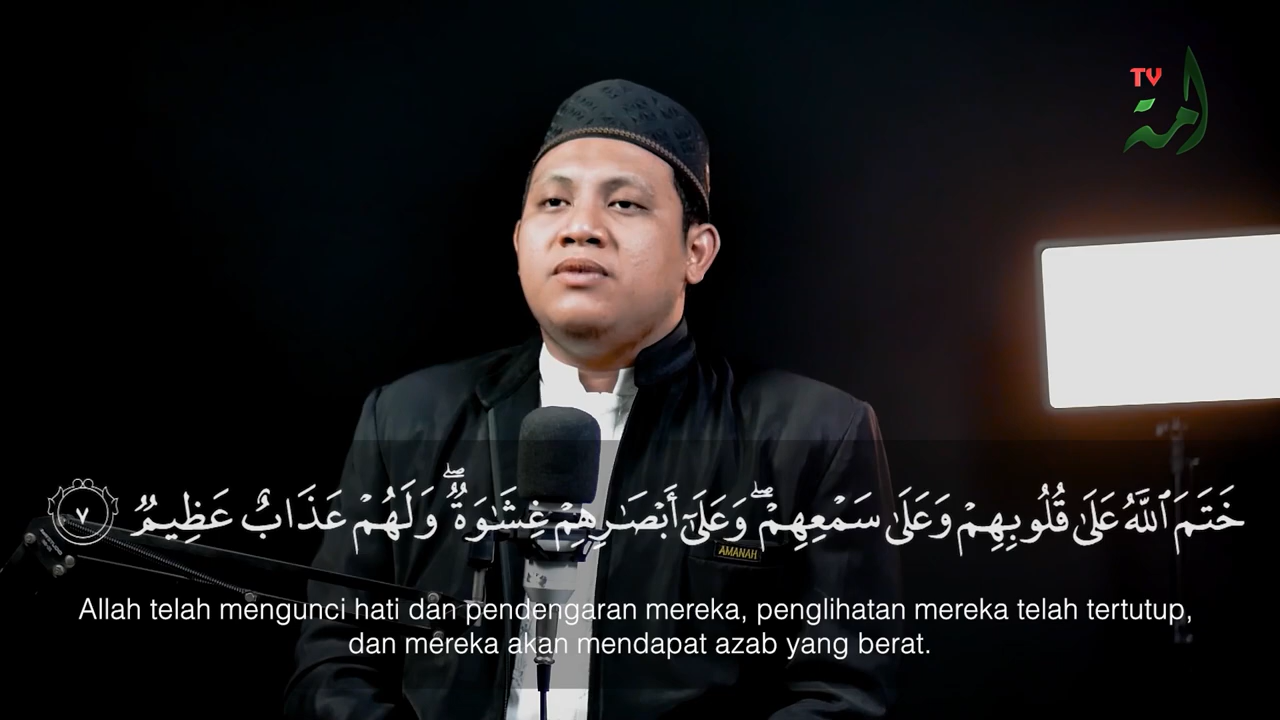 TV
امنة
خَتَمَ ٱللَّهُ عَلَىٰ قُلُوبِهِمْ وَعَلَىٰ سَمْعِهِمْ ۖ وَعَلَىٰٓ أَبْصَٰرِهِمْ غِشَٰوَةٌ ۖ وَلَهُمْ عَذَابٌ عَظِيمٌ ٧
AMANAH
Allah telah mengunci hati dan pendengaran mereka, penglihatan mereka telah tertutup,
dan mereka akan mendapat azab yang berat.